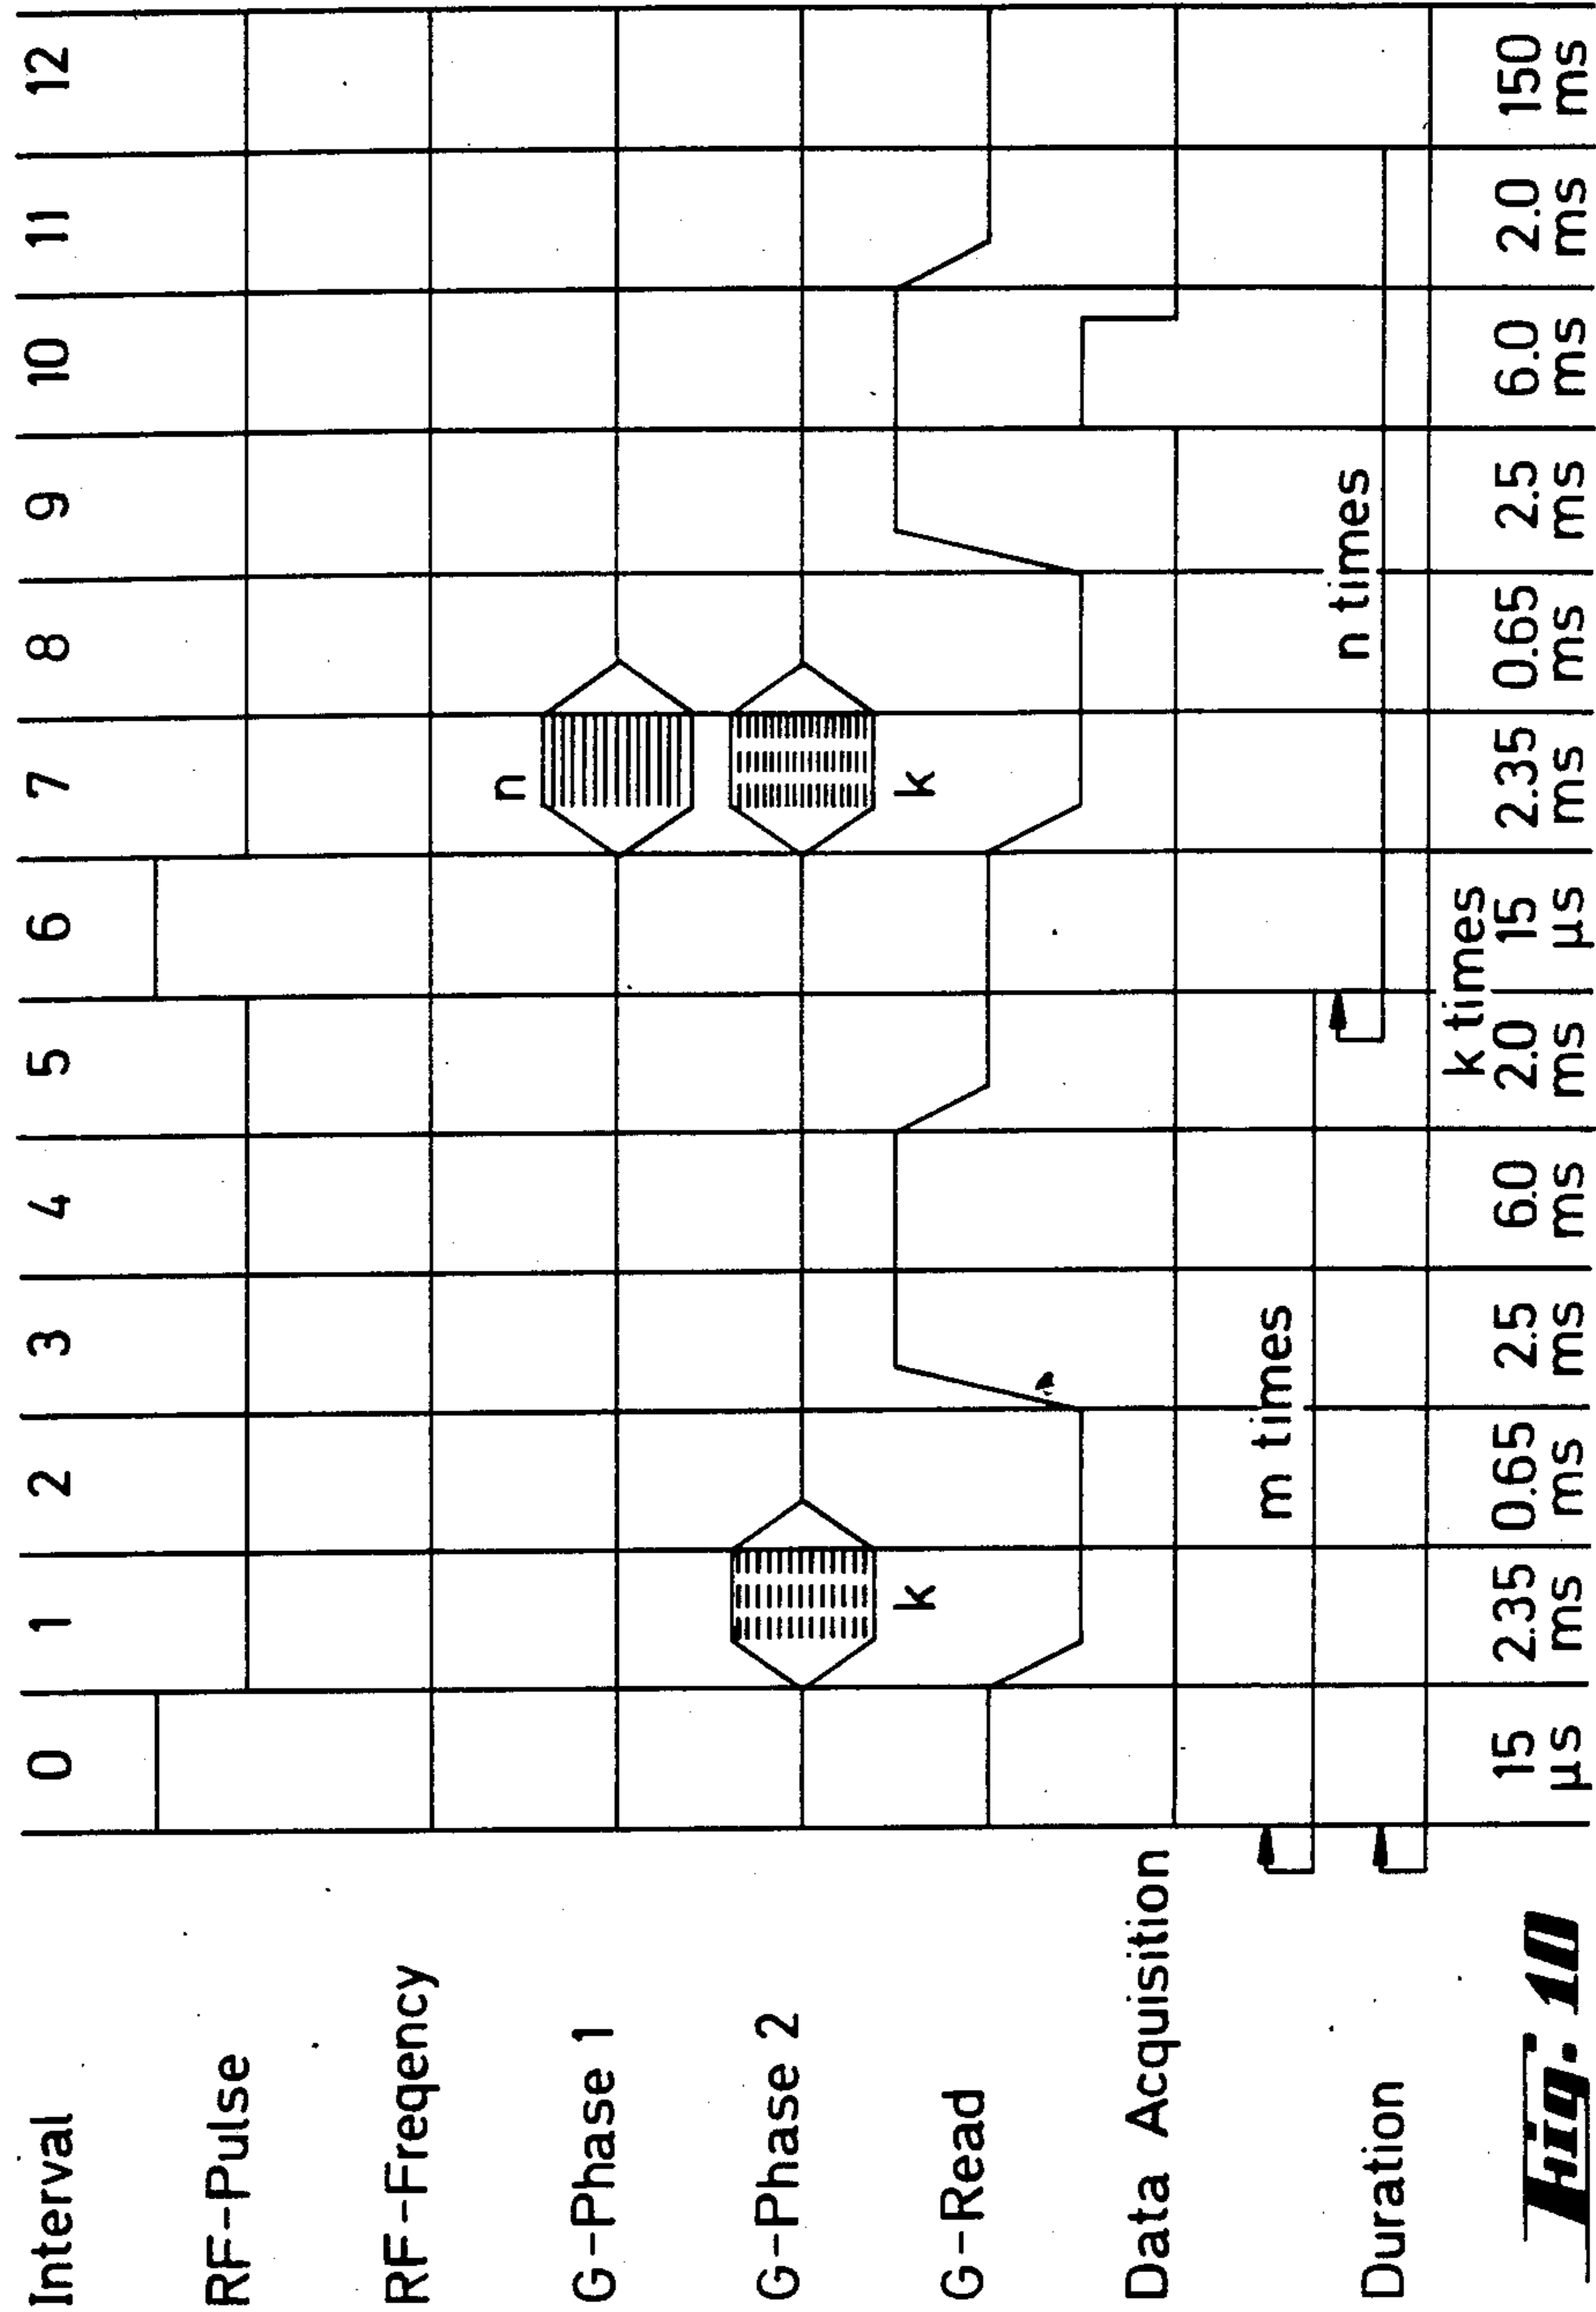 Interval 0 1 2 3 4 5 6 7 8 9 10 11 12
RF-Pulse
RF-Freqency
n
G-Phase 1
G-Phase 2
k k
G-Read
Data Acquisition
m times
n times
Duration
k times
15 2.35 0.65 2.5 6.0 2.0 15 2.35 0.65 2.5 6.0 2.0 150
µs ms ms ms ms ms µs ms ms ms ms ms ms
Fig. 10